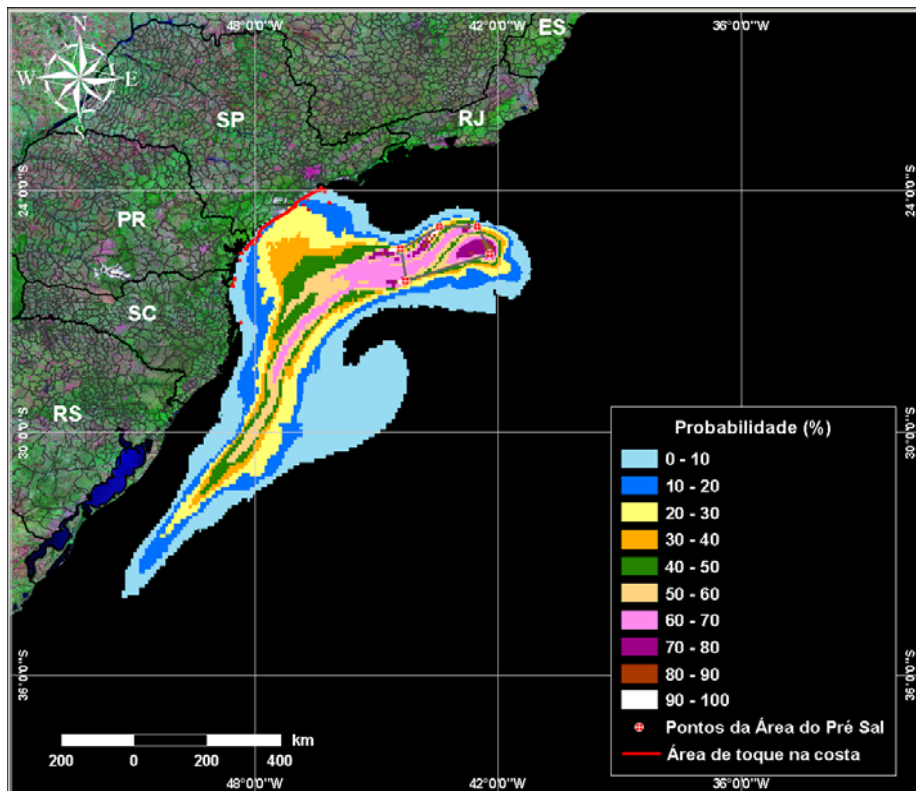 48°0'0"W 42°0'0"W 36°0'0"W
N
W E
S
ES
SP
RJ
24°0'0"S 24°0'0"S
PR
SC
RS
30°0'0"S 30°0'0"S
Probabilidade (%)
0 - 10
10 - 20
20 - 30
30 - 40
40 - 50
50 - 60
60 - 70
70 - 80
80 - 90
90 - 100
Pontos da Área do Pré Sal
Área de toque na costa
36°0'0"S 36°0'0"S
km
200 0 200 400
48°0'0"W 42°0'0"W 36°0'0"W